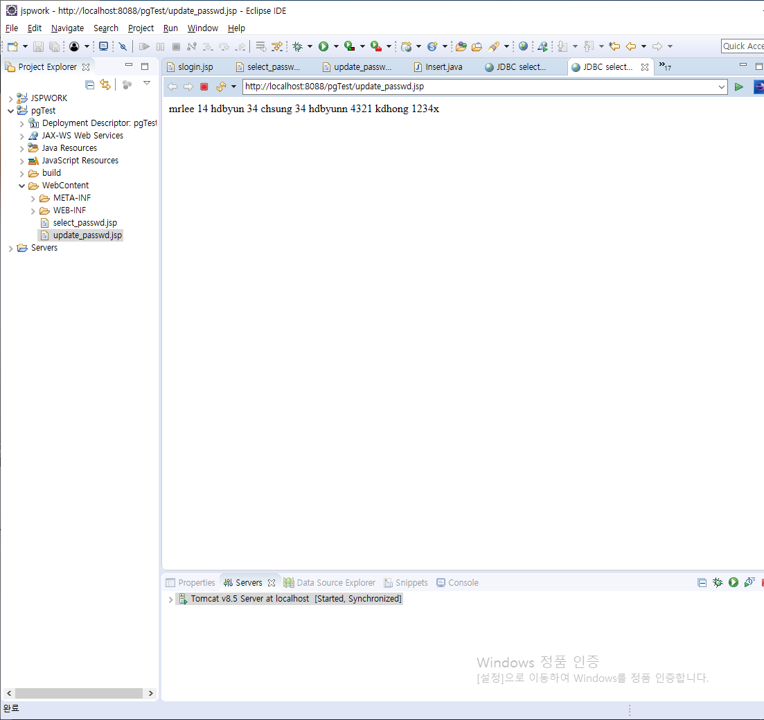 jspwork - http://localhost:8088/pgTest/update_passwd.jsp - Eclipse IDE
File Edit Navigate Search Project Run Window Help
Quick Acce
Project Explorer
slogin.jsp select_passw... update_passw... Insert.java JDBC select... JDBC select... »17
http://localhost:8088/pgTest/update_passwd.jsp
mrlee 14 hdbyun 34 chsung 34 hdbyunn 4321 kdhong 1234x
JSPWORK
pgTest
Deployment Descriptor: pgTest
JAX-WS Web Services
Java Resources
JavaScript Resources
build
WebContent
META-INF
WEB-INF
select_passwd.jsp
update_passwd.jsp
Servers
Properties Servers Data Source Explorer Snippets Console
Tomcat v8.5 Server at localhost [Started, Synchronized]
Windows 정품 인증
[설정]으로 이동하여 Windows를 정품 인증합니다.
완료